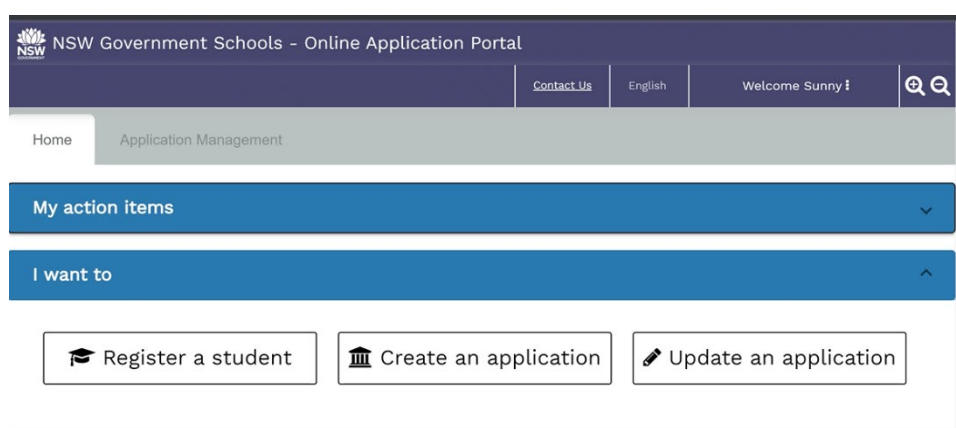 NSW Government Schools - Online Application Portal
NSW
Contact Us English Welcome Sunny
Home Application Management
My action items
I want to
Register a student Create an application Update an application